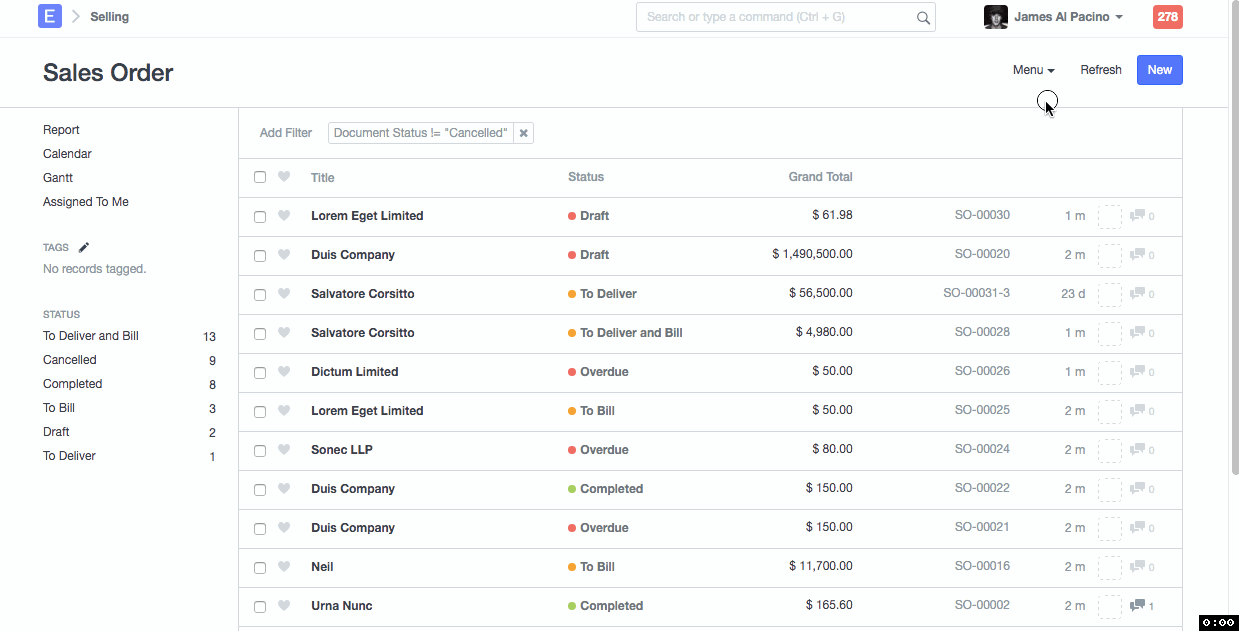 E Selling Search or type a command (Ctrl + G) James Al Pacino 278
Sales Order Menu Refresh New
Report
Calendar
Gantt
Assigned To Me
TAGS
No records tagged.
STATUS
To Deliver and Bill 13
Cancelled 9
Completed 8
To Bill 3
Draft 2
To Deliver 1
Add Filter Document Status != "Cancelled" ×
Title Status Grand Total
Lorem Eget Limited Draft $ 61.98 SO-00030 1 m 0
Duis Company Draft $ 1,490,500.00 SO-00020 2 m 0
Salvatore Corsitto To Deliver $ 56,500.00 SO-00031-3 23 d 0
Salvatore Corsitto To Deliver and Bill $ 4,980.00 SO-00028 1 m 0
Dictum Limited Overdue $ 50.00 SO-00026 1 m 0
Lorem Eget Limited To Bill $ 50.00 SO-00025 2 m 0
Sonec LLP Overdue $ 80.00 SO-00024 2 m 0
Duis Company Completed $ 150.00 SO-00022 2 m 0
Duis Company Overdue $ 150.00 SO-00021 2 m 0
Neil To Bill $ 11,700.00 SO-00016 2 m 0
Urna Nunc Completed $ 165.60 SO-00002 2 m 1
0:00